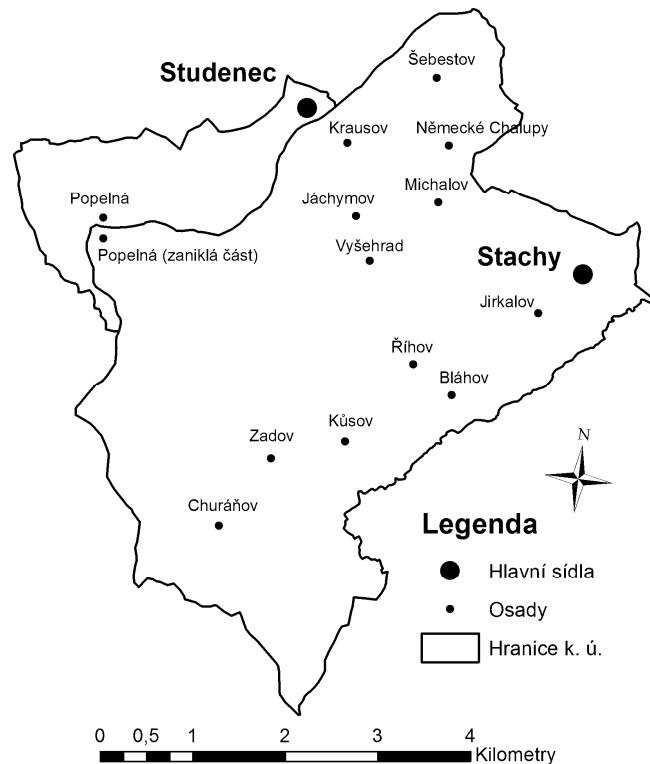 Šebestov
Studenec
Krausov
Německé Chalupy
Popelná
Jáchymov
Michalov
Popelná (zaniklá část)
Vyšehrad
Stachy
Jirkalov
Říhov
Bláhov
Kůsov
Zadov
N
Churáňov
Legenda
Hlavní sídla
Osady
Hranice k. ú.
0 0,5 1 2 3 4
Kilometry